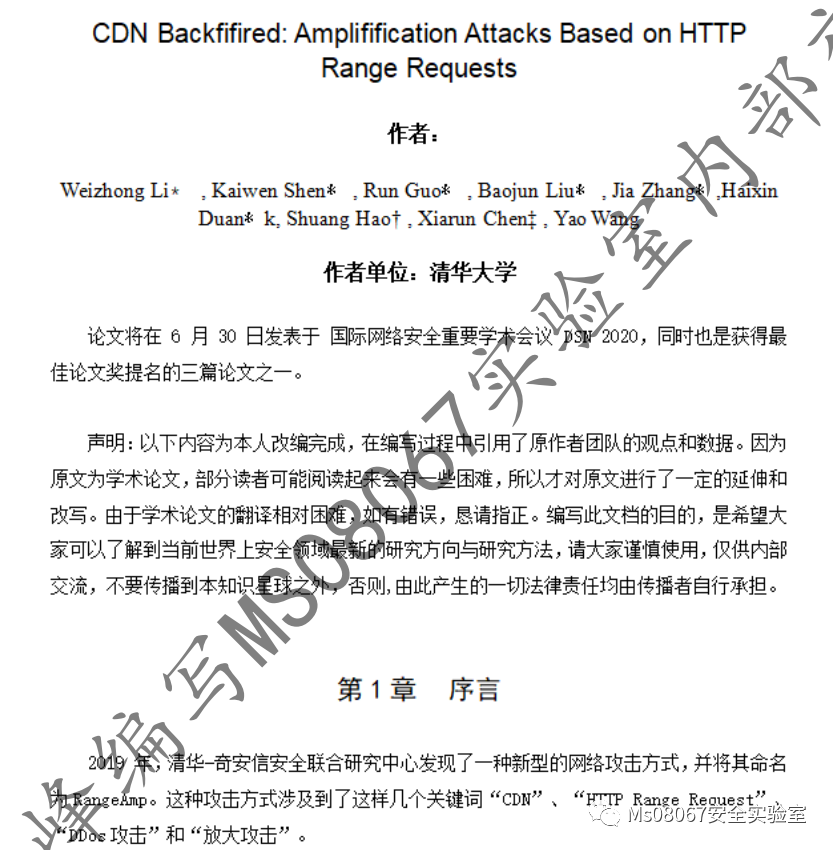 CDN Backfifired: Amplifification Attacks Based on HTTP
Range Requests
作者：
Weizhong Li* , Kaiwen Shen* , Run Guo* , Baojun Liu* , Jia Zhang* ,Haixin
Duan* k, Shuang Hao† , Xiarun Chen‡ , Yao Wang
作者单位：清华大学
论文将在 6 月 30 日发表于 国际网络安全重要学术会议 DSN 2020，同时也是获得最
佳论文奖提名的三篇论文之一。
声明：以下内容为本人改编完成，在编写过程中引用了原作者团队的观点和数据。因为
原文为学术论文，部分读者可能阅读起来会有一些困难，所以才对原文进行了一定的延伸和
改写。由于学术论文的翻译相对困难，如有错误，恳请指正。编写此文档的目的，是希望大
家可以了解到当前世界上安全领域最新的研究方向与研究方法，请大家谨慎使用，仅供内部
交流，不要传播到本知识星球之外，否则,由此产生的一切法律责任均由传播者自行承担。
第 1 章 序言
2019 年，清华-奇安信安全联合研究中心发现了一种新型的网络攻击方式，并将其命名
为 RangeAmp。这种攻击方式涉及到了这样几个关键词“CDN”、“HTTP Range Request”、
“DDos 攻击”和“放大攻击”。
峰编写MS08067实验室内部
Ms08067安全实验室